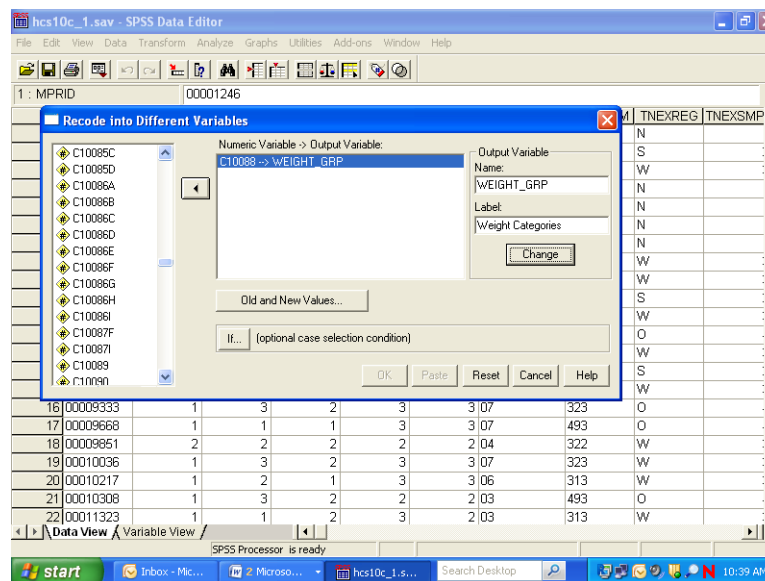 hcs10c_1.sav - SPSS Data Editor
File Edit View Data Transform Analyze Graphs Utilities Add-ons Window Help
1 : MPRID 00001246
TNEXREG TNEXSMP
Recode into Different Variables
C10085C
C10085D
C10086A
C10086B
C10086C
C10086D
C10086E
C10086F
C10086G
C10086H
C10086I
C10087F
C10087I
C10089
C10090
Numeric Variable -> Output Variable:
C10088 --> WEIGHT_GRP
Output Variable
Name:
WEIGHT_GRP
Label:
Weight Categories
Change
Old and New Values...
If... (optional case selection condition)
OK Paste Reset Cancel Help
N
S
W
N
N
N
N
W
W
S
W
O
W
S
W
16 00009333 1 3 2 3 3 07 323 O
17 00009668 1 1 1 3 3 07 493 O
18 00009851 2 2 2 2 2 04 322 W
19 00010036 1 3 2 3 3 07 323 W
20 00010217 1 2 1 3 3 06 313 W
21 00010308 1 3 2 2 2 03 493 O
22 00011323 1 1 2 3 2 03 313 W
Data View Variable View
SPSS Processor is ready
start Inbox - Mic... 2 Microso... hcs10c_1.s... Search Desktop 10:39 AM